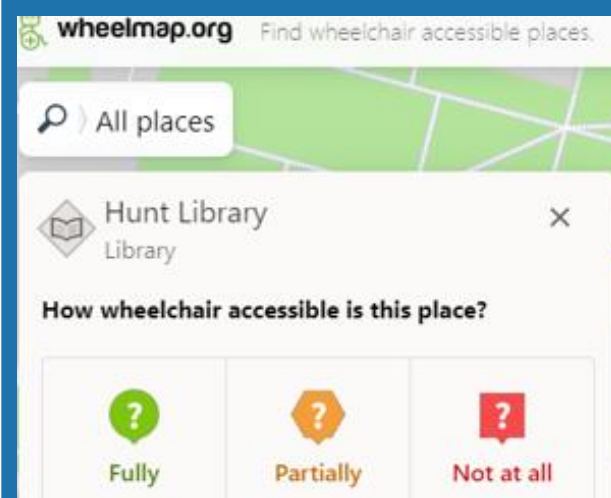 wheelmap.org Find wheelchair accessible places.
All places
Hunt Library
Library
How wheelchair accessible is this place?
? ? ?
Fully Partially Not at all